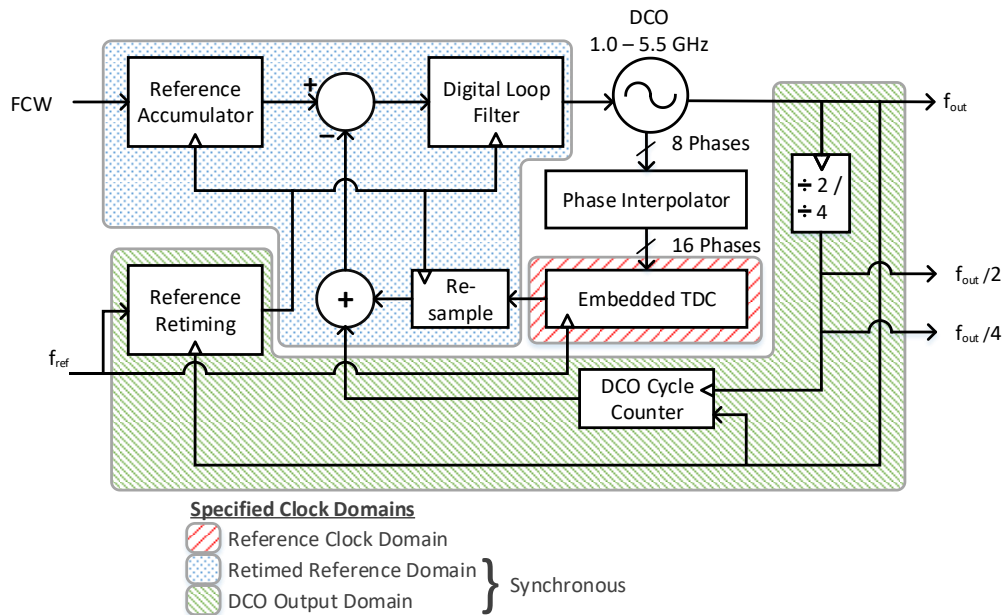 DCO
1.0 – 5.5 GHz
FCW
Reference
Accumulator
+
−
Digital Loop
Filter
f_out
8 Phases
÷ 2 /
÷ 4
Phase Interpolator
16 Phases
Reference
Retiming
+
Re-
sample
Embedded TDC
f_out /2
f_out /4
f_ref
DCO Cycle
Counter
Specified Clock Domains
Reference Clock Domain
Retimed Reference Domain
DCO Output Domain
} Synchronous